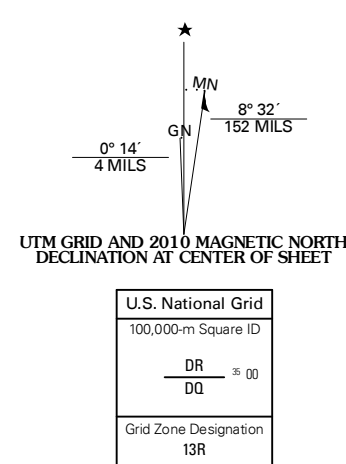 ★
MN
8° 32´
152 MILS
GN
0° 14´
4 MILS
UTM GRID AND 2010 MAGNETIC NORTH
DECLINATION AT CENTER OF SHEET
U.S. National Grid
100,000-m Square ID
DR
35 00
DQ
Grid Zone Designation
13R